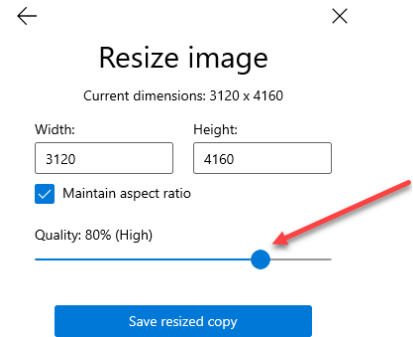 Resize image
Current dimensions: 3120 x 4160
Width: Height:
3120 4160
Maintain aspect ratio
Quality: 80% (High)
Save resized copy